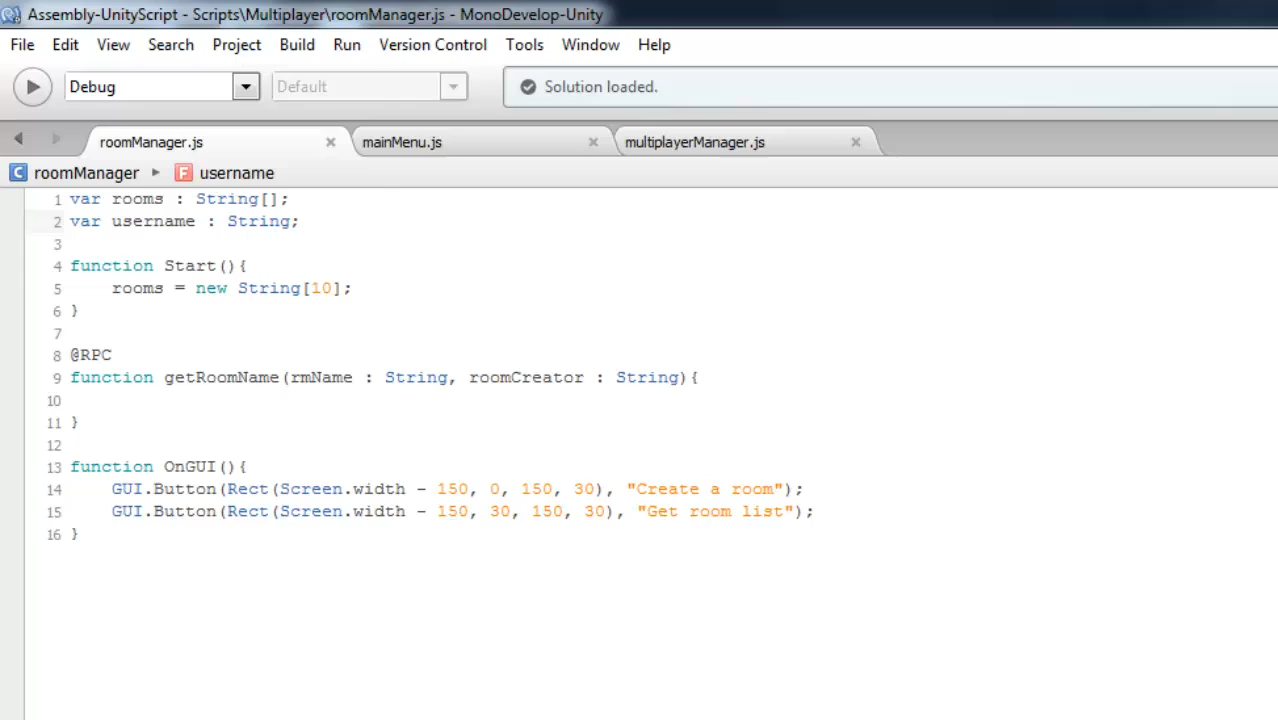 Assembly-UnityScript - Scripts\Multiplayer\roomManager.js - MonoDevelop-Unity
File Edit View Search Project Build Run Version Control Tools Window Help
Debug Default Solution loaded.
roomManager.js mainMenu.js multiplayerManager.js
C roomManager F username
1 var rooms : String[];
2 var username : String;
3
4 function Start(){
5     rooms = new String[10];
6 }
7
8 @RPC
9 function getRoomName(rmName : String, roomCreator : String){
10
11 }
12
13 function OnGUI(){
14     GUI.Button(Rect(Screen.width - 150, 0, 150, 30), "Create a room");
15     GUI.Button(Rect(Screen.width - 150, 30, 150, 30), "Get room list");
16 }